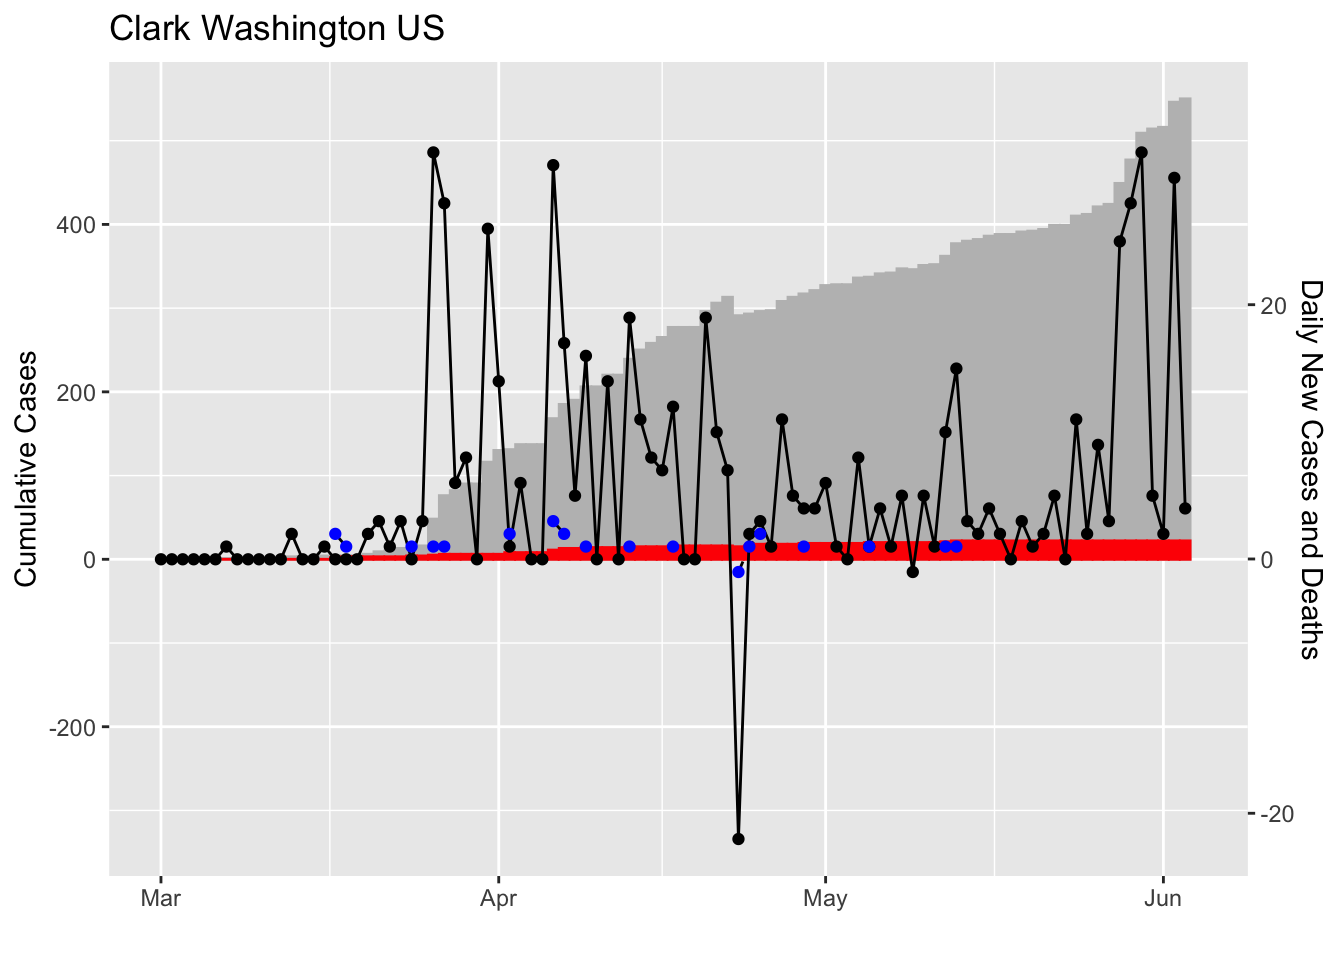 Clark Washington US
Cumulative Cases
400
200
0
-200
20
0
-20
Daily New Cases and Deaths
Mar
Apr
May
Jun